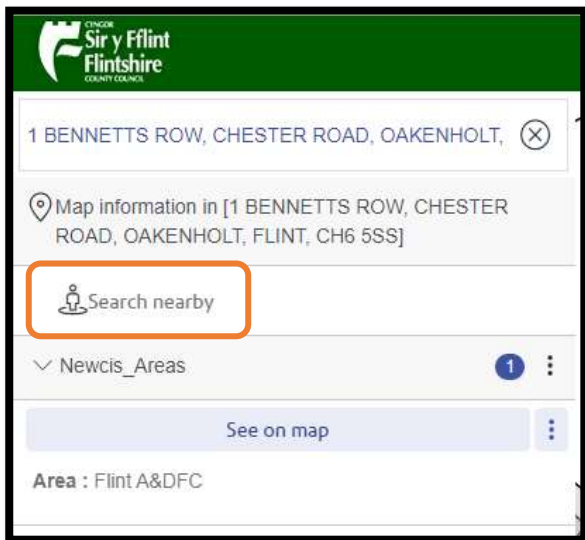 CYNGOR
Sir y Fflint
Flintshire
COUNTY COUNCIL
1 BENNETTS ROW, CHESTER ROAD, OAKENHOLT,
Map information in [1 BENNETTS ROW, CHESTER
ROAD, OAKENHOLT, FLINT, CH6 5SS]
Search nearby
Newcis_Areas 1
See on map
Area : Flint A&DFC